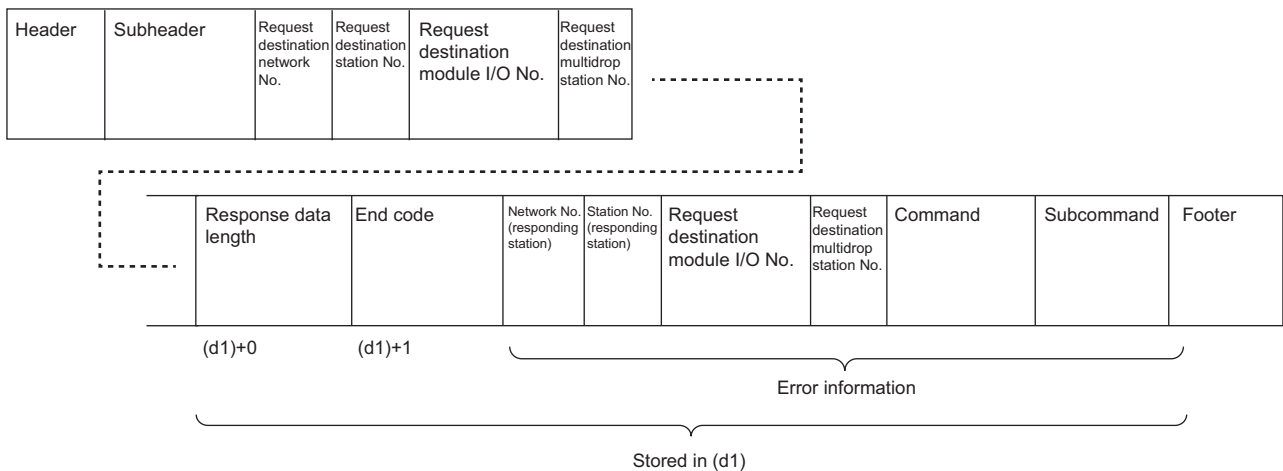 Header
Subheader
Request
destination
network
No.
Request
destination
station No.
Request
destination
module I/O No.
Request
destination
multidrop
station No.
Response data
length
End code
Network No.
(responding
station)
Station No.
(responding
station)
Request
destination
module I/O No.
Request
destination
multidrop
station No.
Command
Subcommand
Footer
(d1)+0
(d1)+1
Error information
Stored in (d1)